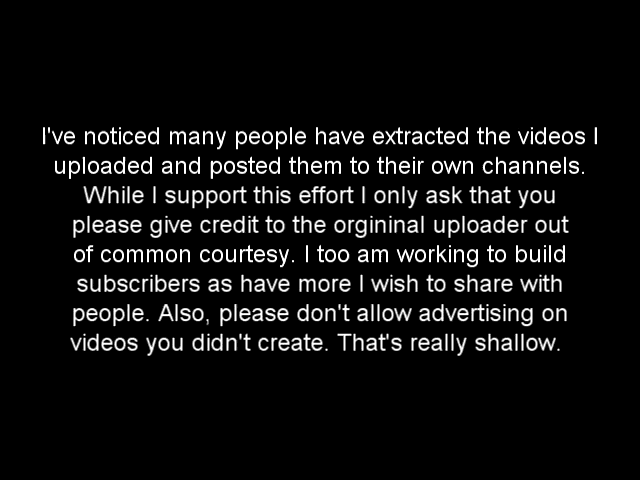 I've noticed many people have extracted the videos I
uploaded and posted them to their own channels.
While I support this effort I only ask that you
please give credit to the orgininal uploader out
of common courtesy. I too am working to build
subscribers as have more I wish to share with
people. Also, please don't allow advertising on
videos you didn't create. That's really shallow.